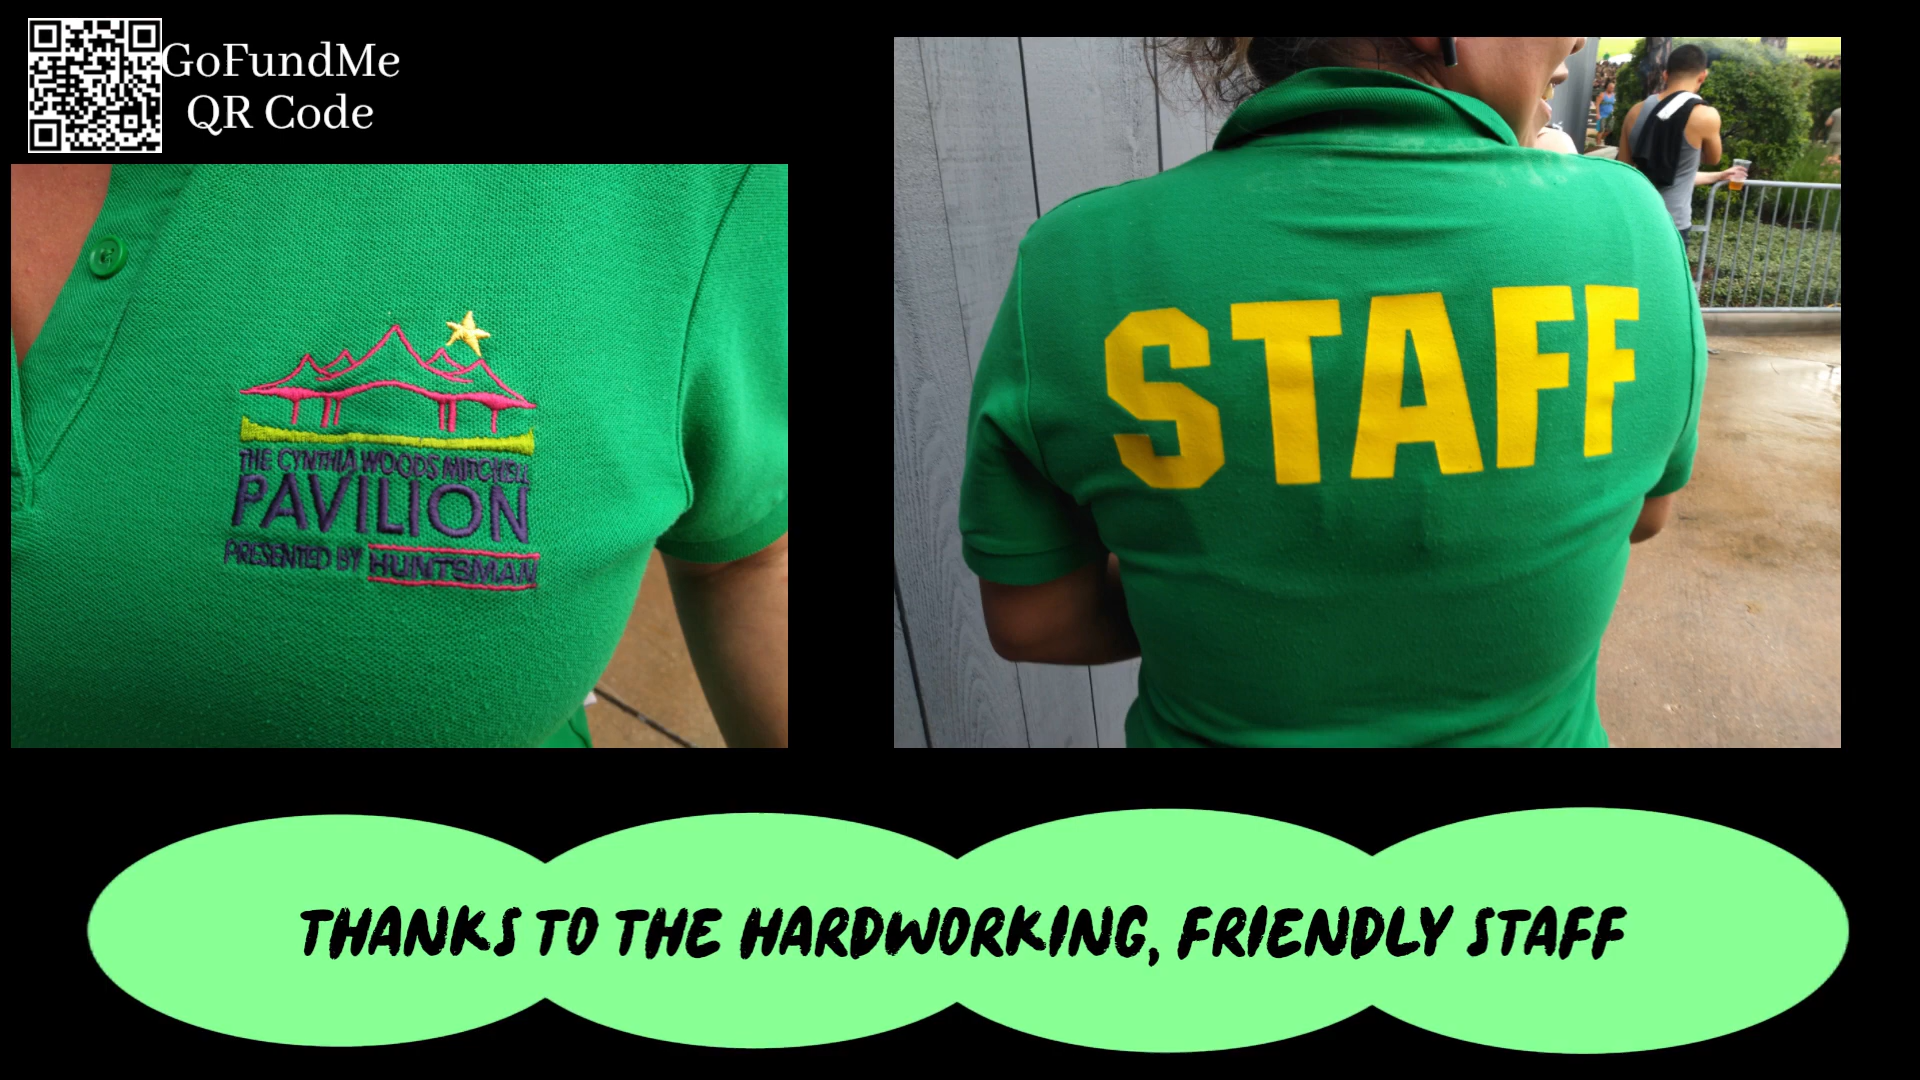 GoFundMe
QR Code
THE CYNTHIA WOODS MITCHELL
PAVILION
PRESENTED BY HUNTSMAN
STAFF
THANKS TO THE HARDWORKING, FRIENDLY STAFF